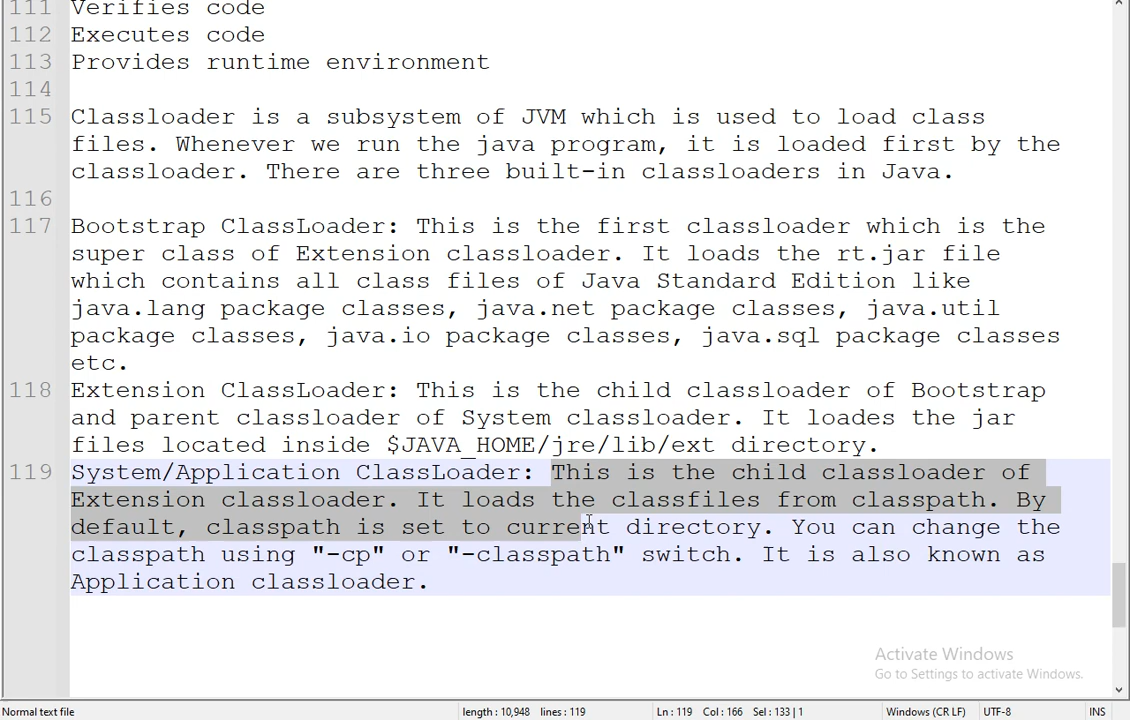 111 Verifies code
112 Executes code
113 Provides runtime environment
114
115 Classloader is a subsystem of JVM which is used to load class
files. Whenever we run the java program, it is loaded first by the
classloader. There are three built-in classloaders in Java.
116
117 Bootstrap ClassLoader: This is the first classloader which is the
super class of Extension classloader. It loads the rt.jar file
which contains all class files of Java Standard Edition like
java.lang package classes, java.net package classes, java.util
package classes, java.io package classes, java.sql package classes
etc.
118 Extension ClassLoader: This is the child classloader of Bootstrap
and parent classloader of System classloader. It loades the jar
files located inside $JAVA_HOME/jre/lib/ext directory.
119 System/Application ClassLoader: This is the child classloader of
Extension classloader. It loads the classfiles from classpath. By
default, classpath is set to current directory. You can change the
classpath using "-cp" or "-classpath" switch. It is also known as
Application classloader.
Activate Windows
Go to Settings to activate Windows.
Normal text file length : 10,948 lines : 119 Ln : 119 Col : 166 Sel : 133 | 1 Windows (CR LF) UTF-8 INS